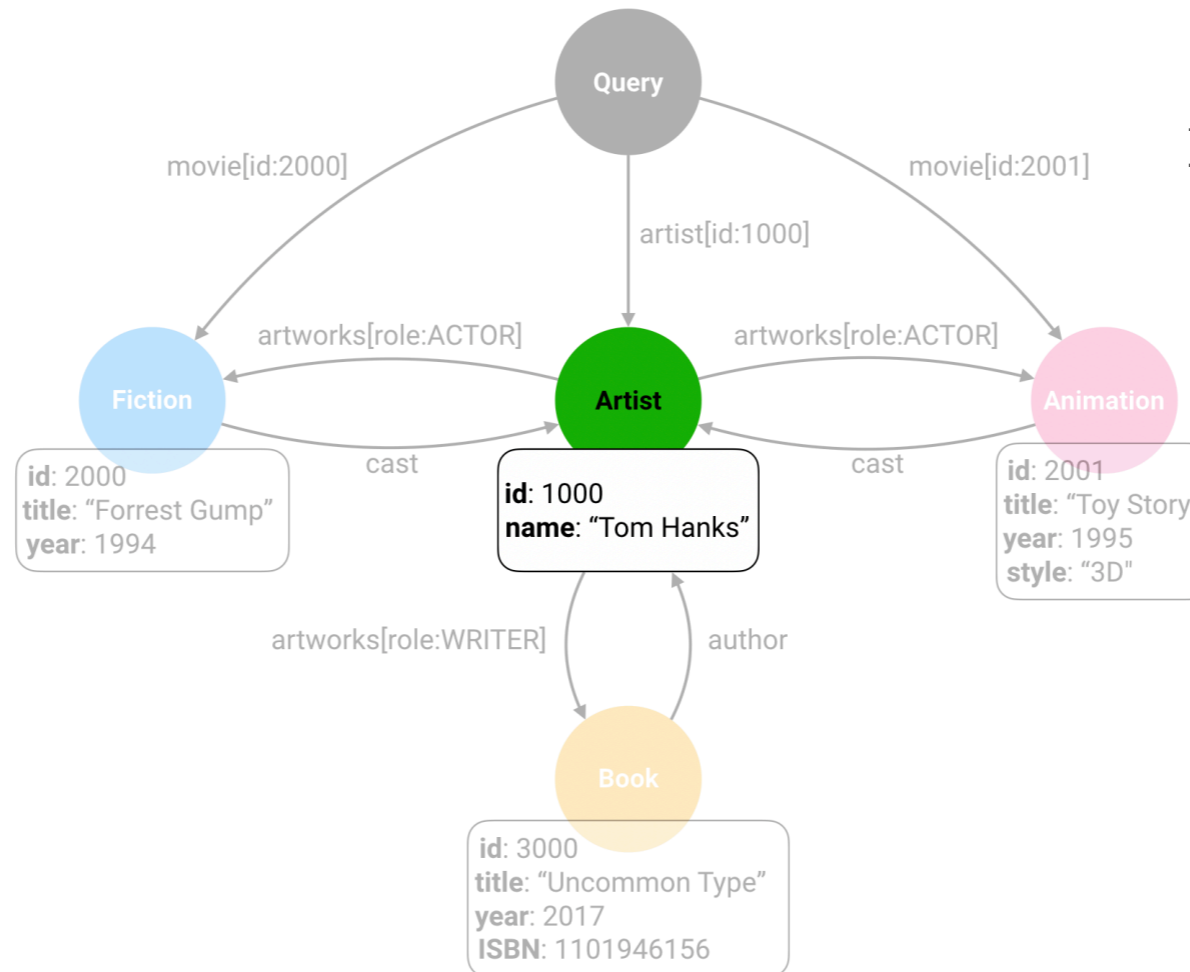 Query
movie[id:2000]
movie[id:2001]
artist[id:1000]
artworks[role:ACTOR]
artworks[role:ACTOR]
Fiction
Artist
Animation
cast
cast
id: 2000
title: “Forrest Gump”
year: 1994
id: 1000
name: “Tom Hanks”
id: 2001
title: “Toy Story
year: 1995
style: “3D"
artworks[role:WRITER]
author
Book
id: 3000
title: “Uncommon Type”
year: 2017
ISBN: 1101946156